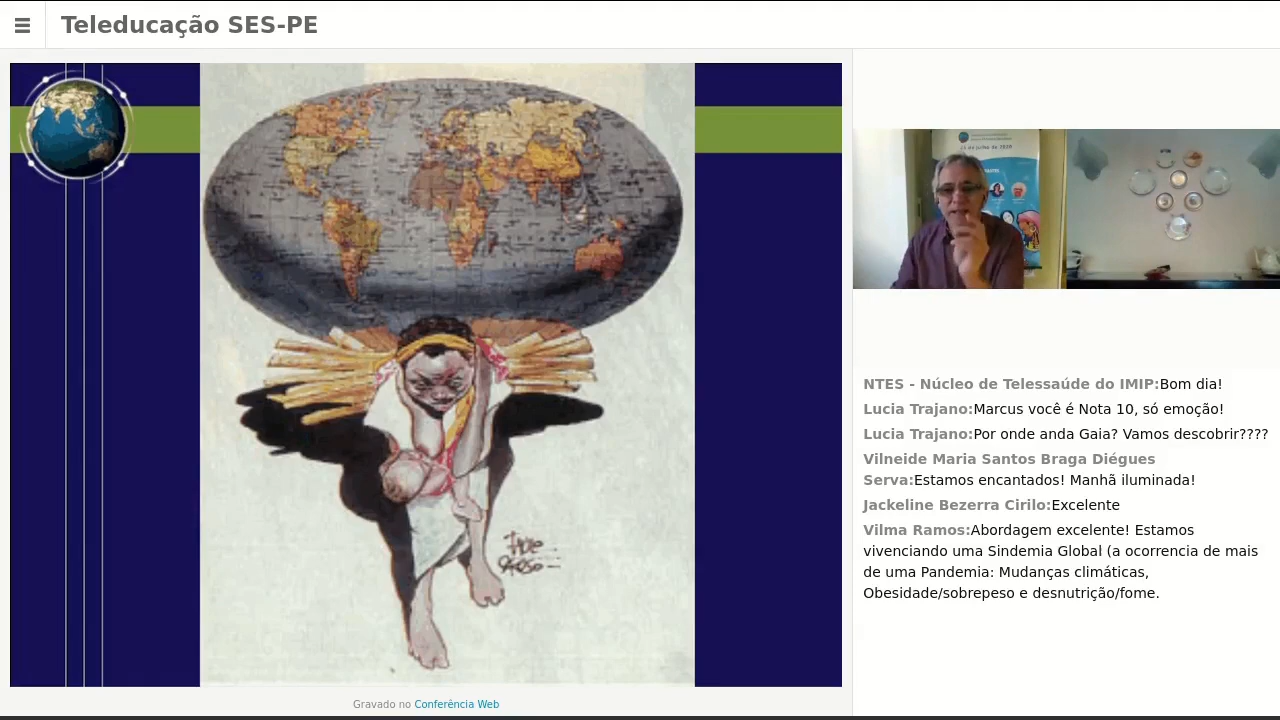 Teleducação SES-PE
NTES - Núcleo de Telessaúde do IMIP:Bom dia!
Lucia Trajano:Marcus você é Nota 10, só emoção!
Lucia Trajano:Por onde anda Gaia? Vamos descobrir????
Vilneide Maria Santos Braga Diégues
Serva:Estamos encantados! Manhã iluminada!
Jackeline Bezerra Cirilo:Excelente
Vilma Ramos:Abordagem excelente! Estamos
vivenciando uma Sindemia Global (a ocorrencia de mais
de uma Pandemia: Mudanças climáticas,
Obesidade/sobrepeso e desnutrição/fome.
Gravado no Conferência Web